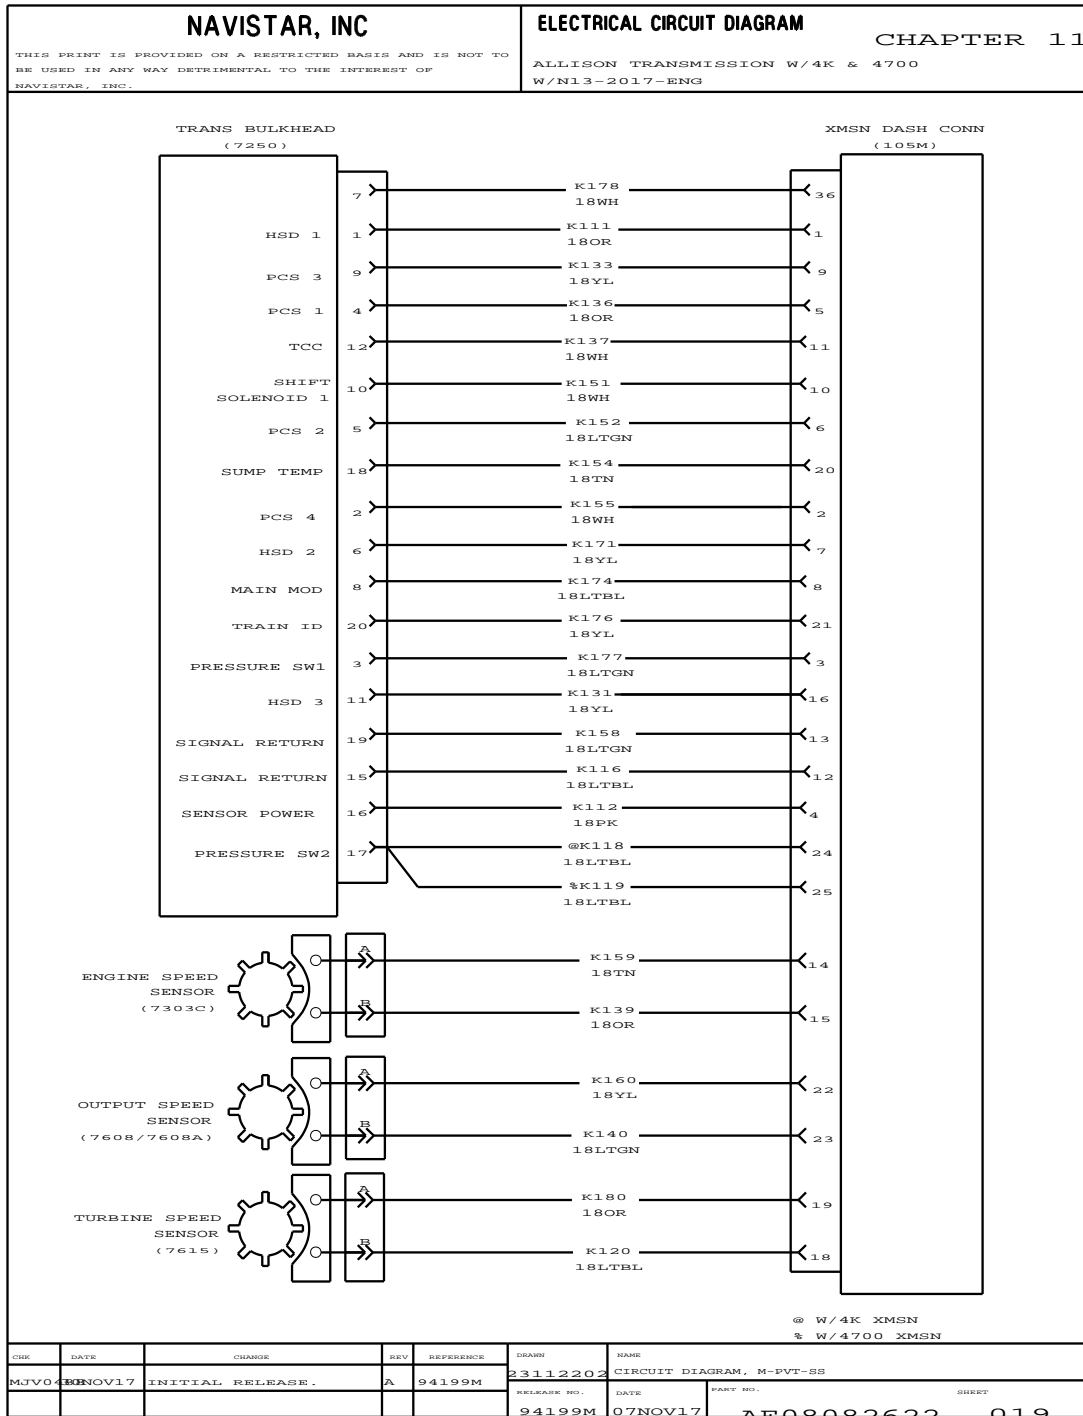 NAVISTAR, INC
THIS PRINT IS PROVIDED ON A RESTRICTED BASIS AND IS NOT TO
BE USED IN ANY WAY DETRIMENTAL TO THE INTEREST OF
NAVISTAR, INC.
ELECTRICAL CIRCUIT DIAGRAM
CHAPTER 11
ALLISON TRANSMISSION W/4K & 4700
W/N13-2017-ENG
TRANS BULKHEAD
(7250)
XMSN DASH CONN
(105M)
7 K178 36
18WH
HSD 1 1 K111 1
18OR
PCS 3 9 K133 9
18YL
PCS 1 4 K136 5
18OR
TCC 12 K137 11
18WH
SHIFT
SOLENOID 1 10 K151 10
18WH
PCS 2 5 K152 6
18LTGN
SUMP TEMP 18 K154 20
18TN
PCS 4 2 K155 2
18WH
HSD 2 6 K171 7
18YL
MAIN MOD 8 K174 8
18LTBL
TRAIN ID 20 K176 21
18YL
PRESSURE SW1 3 K177 3
18LTGN
HSD 3 11 K131 16
18YL
SIGNAL RETURN 19 K158 13
18LTGN
SIGNAL RETURN 15 K116 12
18LTBL
SENSOR POWER 16 K112 4
18PK
PRESSURE SW2 17 @K118 24
18LTBL
%K119 25
18LTBL
ENGINE SPEED
SENSOR
(7303C)
A K159 14
18TN
B K139 15
18OR
OUTPUT SPEED
SENSOR
(7608/7608A)
A K160 22
18YL
B K140 23
18LTGN
TURBINE SPEED
SENSOR
(7615)
A K180 19
18OR
B K120 18
18LTBL
@ W/4K XMSN
% W/4700 XMSN
CHK DATE CHANGE REV REFERENCE
NOV17 INITIAL RELEASE. A 94199M
DRAWN
23112202
NAME
CIRCUIT DIAGRAM, M-PVT-SS
RELEASE NO.
94199M
DATE
07NOV17
PART NO.
SHEET
019